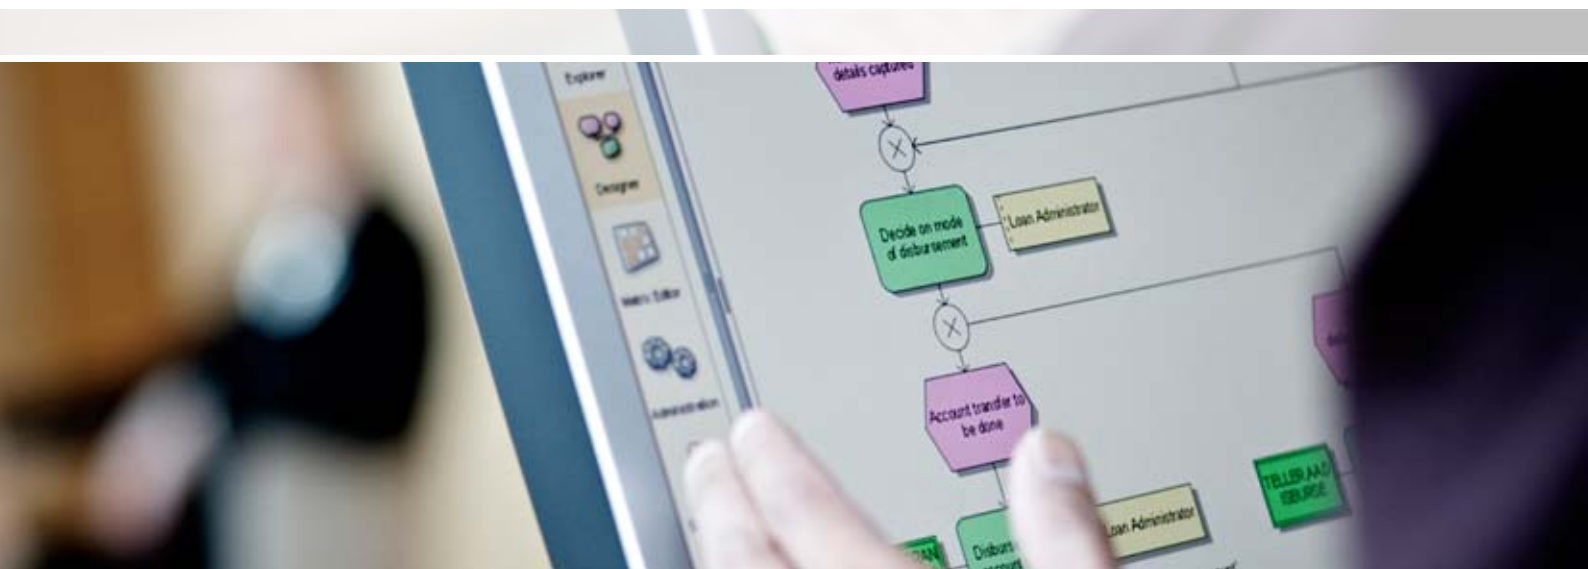 Explorer
details captured
Designer
Decide on mode
of disbursement
Loan Administrator
Matrix Editor
Administration
Account transfer to
be done
Loan Administrator